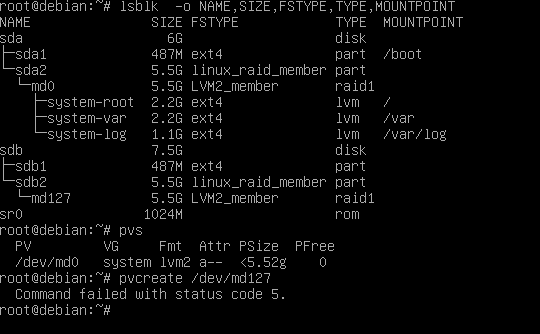 root@debian:~# lsblk  -o NAME,SIZE,FSTYPE,TYPE,MOUNTPOINT
NAME                SIZE FSTYPE            TYPE  MOUNTPOINT
sda                   6G                   disk
├─sda1              487M ext4              part  /boot
└─sda2              5.5G linux_raid_member part
  └─md0             5.5G LVM2_member       raid1
    ├─system-root   2.2G ext4              lvm   /
    ├─system-var    2.2G ext4              lvm   /var
    └─system-log    1.1G ext4              lvm   /var/log
sdb                 7.5G                   disk
├─sdb1              487M ext4              part
└─sdb2              5.5G linux_raid_member part
  └─md127           5.5G LVM2_member       raid1
sr0                1024M                   rom
root@debian:~# pvs
  PV         VG     Fmt  Attr PSize  PFree
  /dev/md0   system lvm2 a--  <5.52g    0
root@debian:~# pvcreate /dev/md127
  Command failed with status code 5.
root@debian:~#